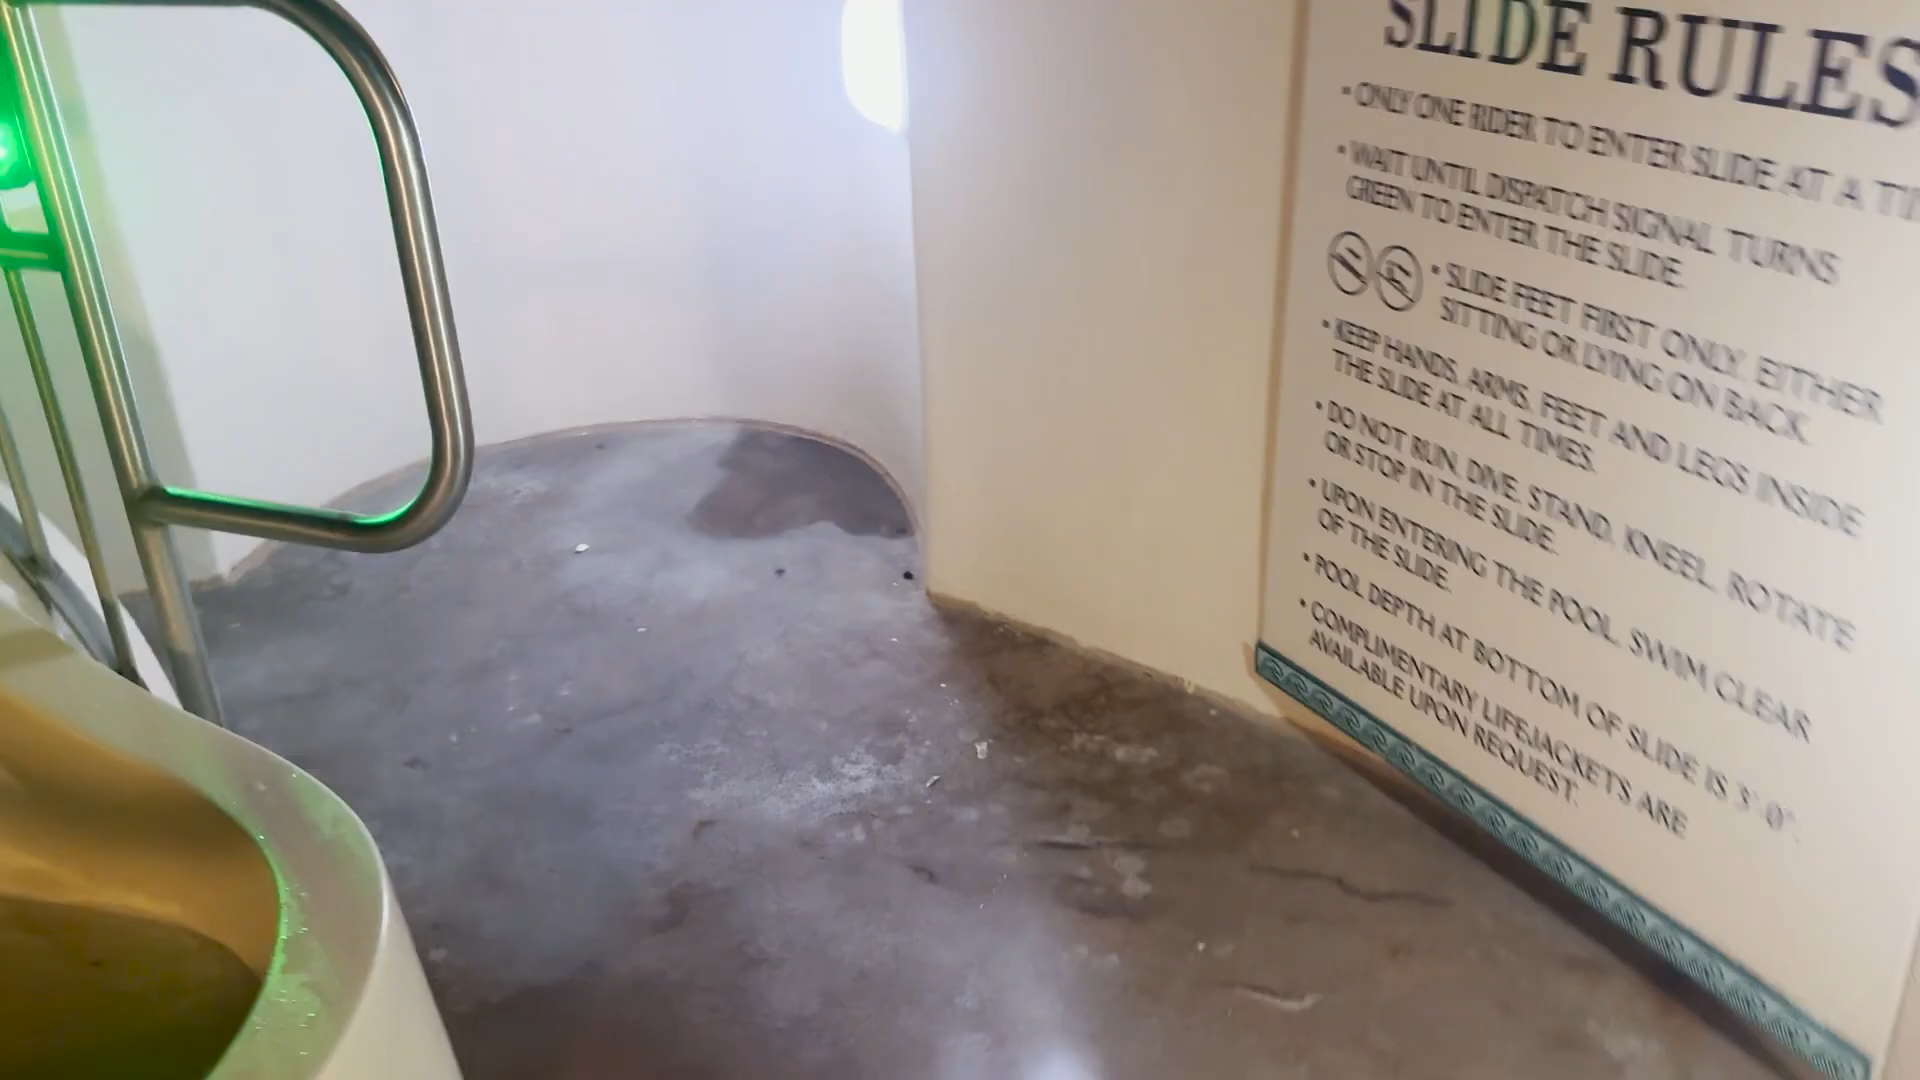 SLIDE RULES
• ONLY ONE RIDER TO ENTER SLIDE AT A TI
• WAIT UNTIL DISPATCH SIGNAL TURNS
GREEN TO ENTER THE SLIDE.
• SLIDE FEET FIRST ONLY, EITHER
SITTING OR LYING ON BACK
• KEEP HANDS, ARMS, FEET AND LEGS INSIDE
THE SLIDE AT ALL TIMES.
• DO NOT RUN, DIVE, STAND, KNEEL, ROTATE
OR STOP IN THE SLIDE.
• UPON ENTERING THE POOL, SWIM CLEAR
OF THE SLIDE.
• POOL DEPTH AT BOTTOM OF SLIDE IS 3'-0".
• COMPLIMENTARY LIFEJACKETS ARE
AVAILABLE UPON REQUEST.